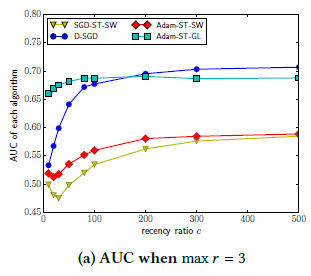 0.80
SGD-ST-SW
Adam-ST-SW
D-SGD
Adam-ST-GL
0.75
0.70
0.65
0.60
0.55
0.50
0.45
AUC of each algorithm
0 100 200 300 400 500
recency ratio c
(a) AUC when max r = 3